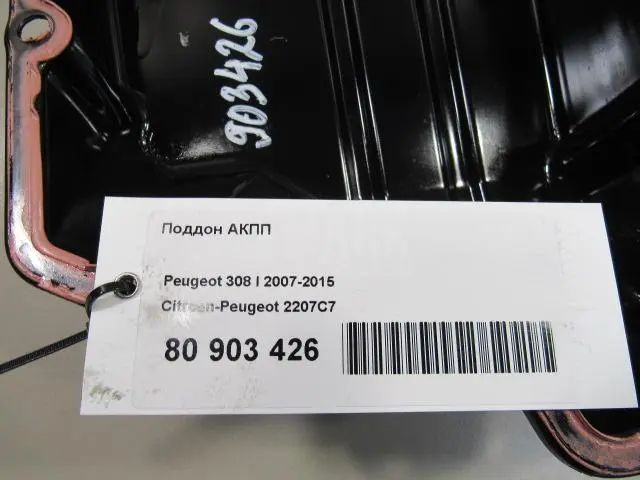 903426
Поддон АКПП
Peugeot 308 I 2007-2015
Citroen-Peugeot 2207C7
80 903 426